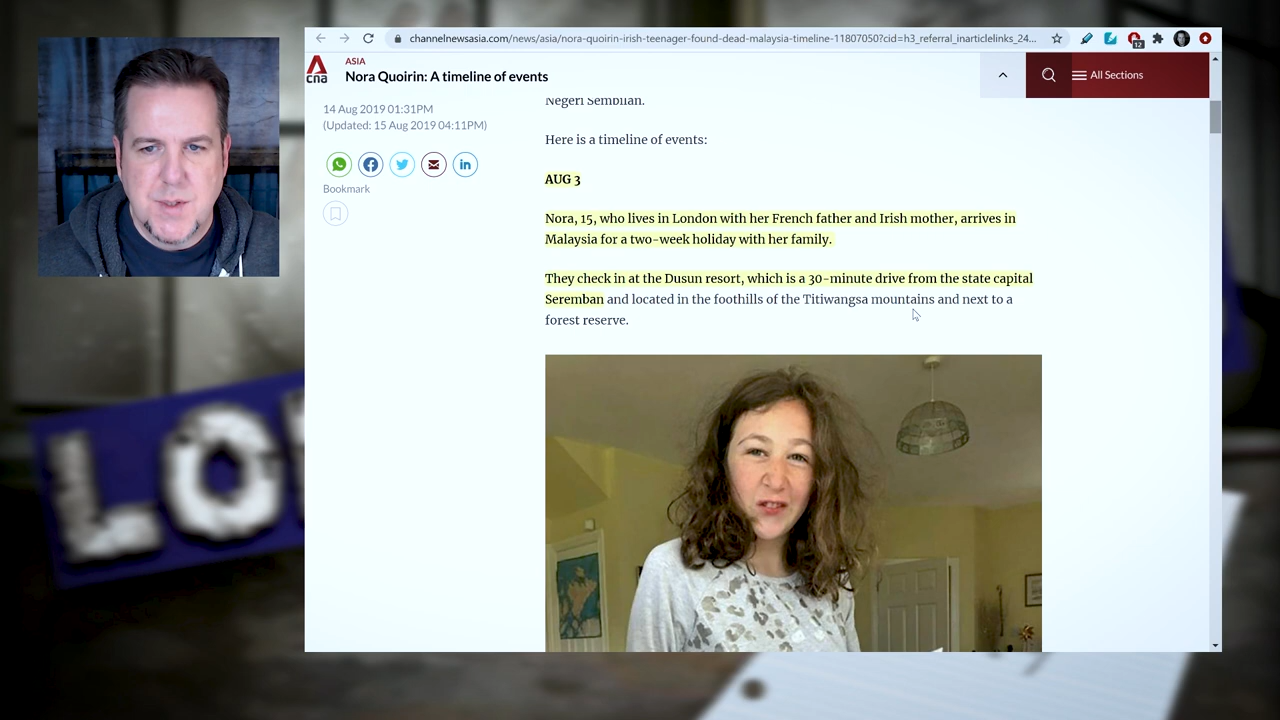 channelnewsasia.com/news/asia/nora-quoirin-irish-teenager-found-dead-malaysia-timeline-11807050?cid=h3_referral_inarticlelinks_24...
12
cna
ASIA
Nora Quoirin: A timeline of events
All Sections
14 Aug 2019 01:31PM
(Updated: 15 Aug 2019 04:11PM)
Bookmark
Negeri Sembilan.
Here is a timeline of events:
AUG 3
Nora, 15, who lives in London with her French father and Irish mother, arrives in
Malaysia for a two-week holiday with her family.
They check in at the Dusun resort, which is a 30-minute drive from the state capital
Seremban and located in the foothills of the Titiwangsa mountains and next to a
forest reserve.
LO